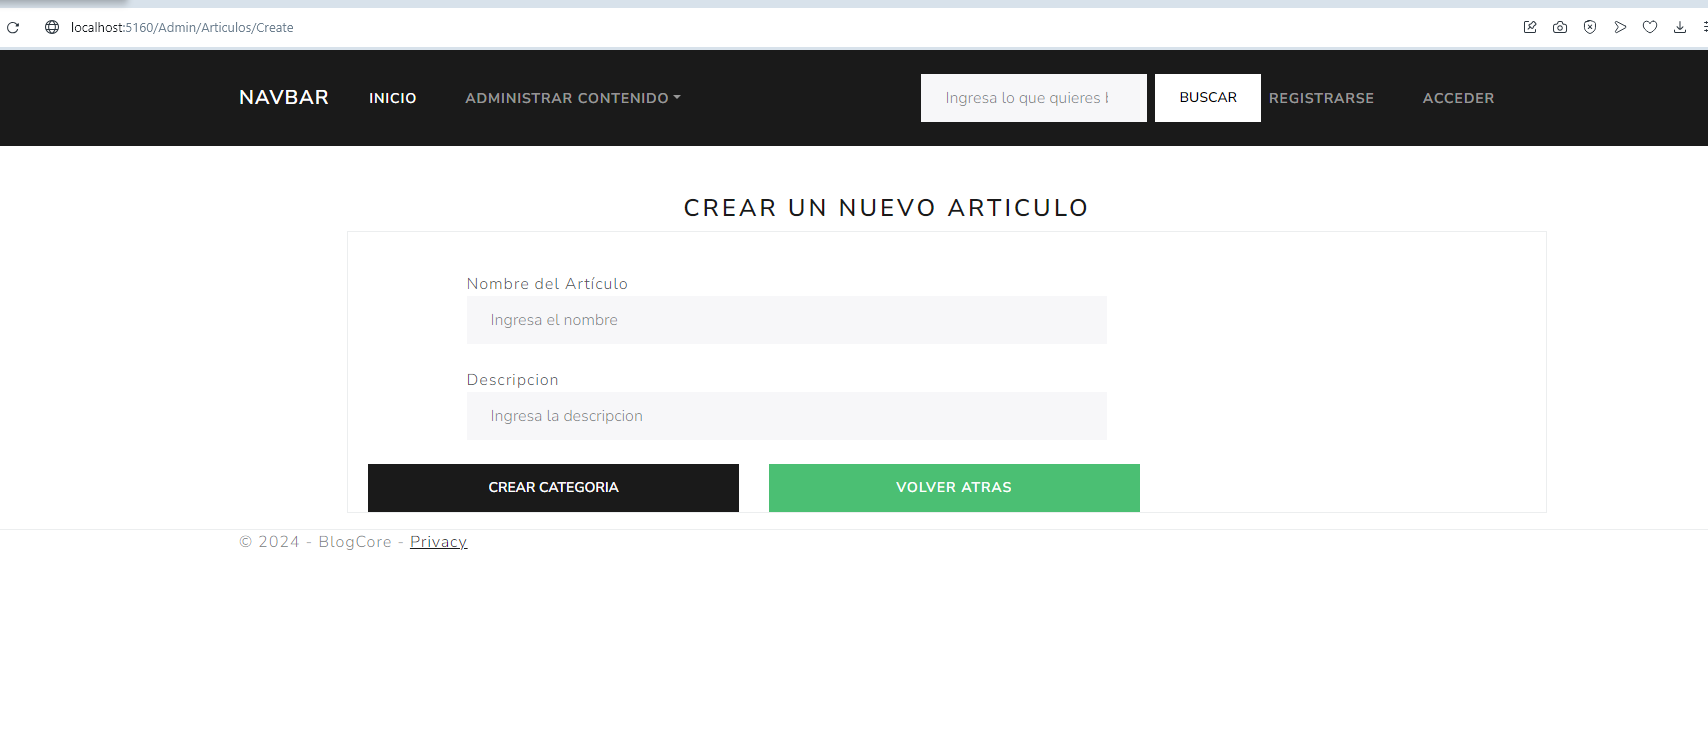 localhost:5160/Admin/Articulos/Create
NAVBAR INICIO ADMINISTRAR CONTENIDO Ingresa lo que quieres BUSCAR REGISTRARSE ACCEDER
CREAR UN NUEVO ARTICULO
Nombre del Artículo
Ingresa el nombre
Descripcion
Ingresa la descripcion
CREAR CATEGORIA VOLVER ATRAS
© 2024 - BlogCore - Privacy